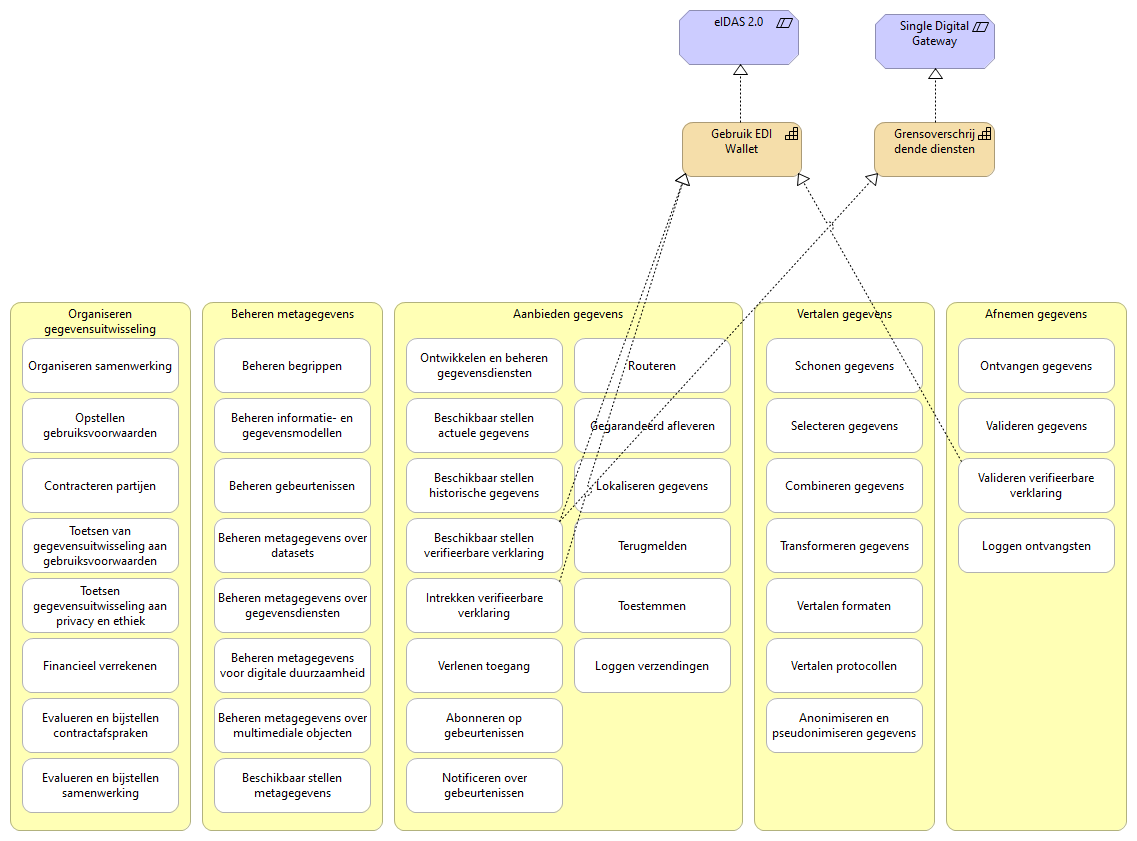 eIDAS 2.0
Single Digital
Gateway
Gebruik EDI
Wallet
Grensoverschrij
dende diensten
Organiseren
gegevensuitwisseling
Organiseren samenwerking
Opstellen
gebruiksvoorwaarden
Contracteren partijen
Toetsen van
gegevensuitwisseling aan
gebruiksvoorwaarden
Toetsen
gegevensuitwisseling aan
privacy en ethiek
Financieel verrekenen
Evalueren en bijstellen
contractafspraken
Evalueren en bijstellen
samenwerking
Beheren metagegevens
Beheren begrippen
Beheren informatie- en
gegevensmodellen
Beheren gebeurtenissen
Beheren metagegevens over
datasets
Beheren metagegevens over
gegevensdiensten
Beheren metagegevens
voor digitale duurzaamheid
Beheren metagegevens over
multimediale objecten
Beschikbaar stellen
metagegevens
Aanbieden gegevens
Ontwikkelen en beheren
gegevensdiensten
Beschikbaar stellen
actuele gegevens
Beschikbaar stellen
historische gegevens
Beschikbaar stellen
verifieerbare verklaring
Intrekken verifieerbare
verklaring
Verlenen toegang
Abonneren op
gebeurtenissen
Notificeren over
gebeurtenissen
Routeren
Gegarandeerd afleveren
Lokaliseren gegevens
Terugmelden
Toestemmen
Loggen verzendingen
Vertalen gegevens
Schonen gegevens
Selecteren gegevens
Combineren gegevens
Transformeren gegevens
Vertalen formaten
Vertalen protocollen
Anonimiseren en
pseudonimiseren gegevens
Afnemen gegevens
Ontvangen gegevens
Valideren gegevens
Valideren verifieerbare
verklaring
Loggen ontvangsten